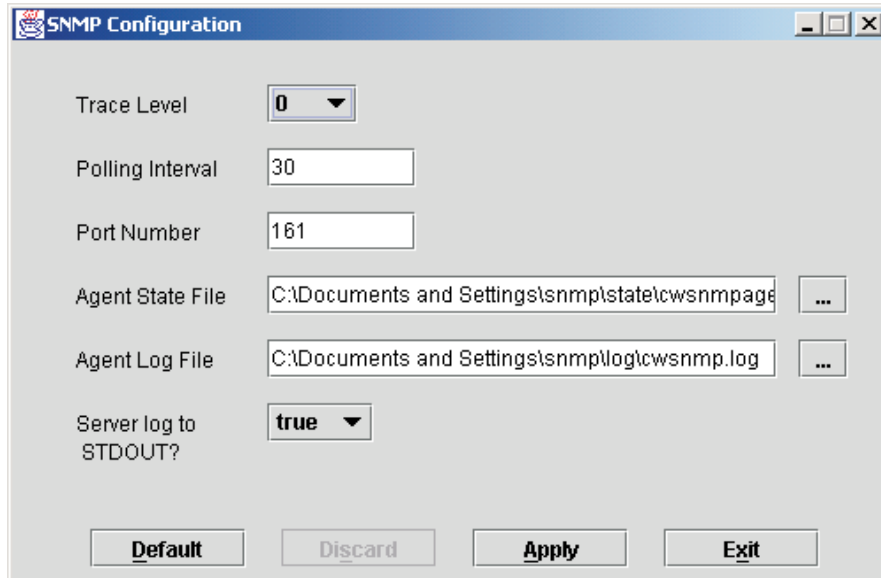 SNMP Configuration
Trace Level 0
Polling Interval 30
Port Number 161
Agent State File C:\Documents and Settings\snmp\state\cwsnmpage ...
Agent Log File C:\Documents and Settings\snmp\log\cwsnmp.log ...
Server log to true
STDOUT?
Default Discard Apply Exit